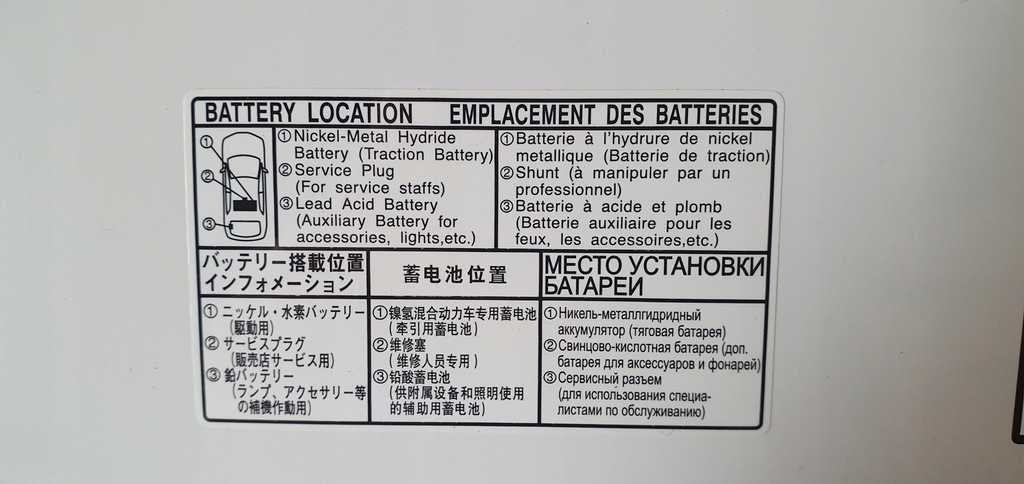 BATTERY LOCATION EMPLACEMENT DES BATTERIES
①
②
③
①Nickel-Metal Hydride
Battery (Traction Battery)
②Service Plug
(For service staffs)
③Lead Acid Battery
(Auxiliary Battery for
accessories, lights,etc.)
①Batterie à l'hydrure de nickel
metallique (Batterie de traction)
②Shunt (à manipuler par un
professionnel)
③Batterie à acide et plomb
(Batterie auxiliaire pour les
feux, les accessoires,etc.)
バッテリー搭載位置
インフォメーション
①ニッケル・水素バッテリー
(駆動用)
②サービスプラグ
(販売店サービス用)
③鉛バッテリー
(ランプ、アクセサリー等
の補機作動用)
蓄电池位置
①镍氢混合动力车专用蓄电池
(牵引用蓄电池)
②维修塞
(维修人员专用)
③铅酸蓄电池
(供附属设备和照明使用
的辅助用蓄电池)
МЕСТО УСТАНОВКИ
БАТАРЕИ
①Никель-металлгидридный
аккумулятор (тяговая батарея)
②Свинцово-кислотная батарея (доп.
батарея для аксессуаров и фонарей)
③Сервисный разъем
(для использования специа-
листами по обслуживанию)